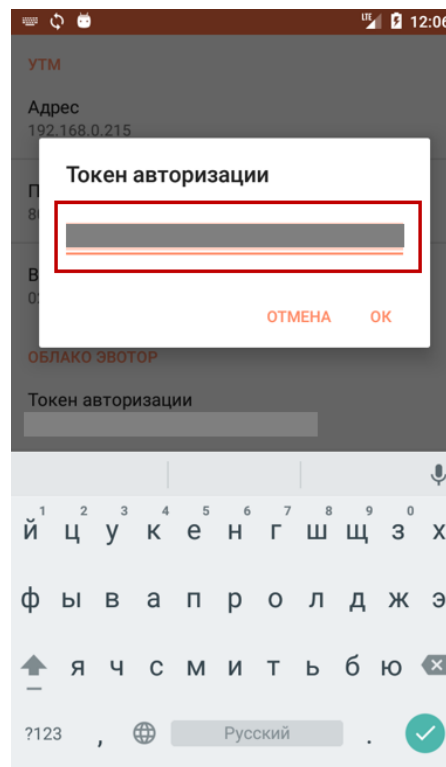 LTE 12:06
УТМ
Адрес
192.168.0.215
Токен авторизации
ОТМЕНА ОК
ОБЛАКО ЭВОТОР
Токен авторизации
1 2 3 4 5 6 7 8 9 0
й ц у к е н г ш щ з х
ф ы в а п р о л д ж э
я ч с м и т ь б ю
?123 , Русский .